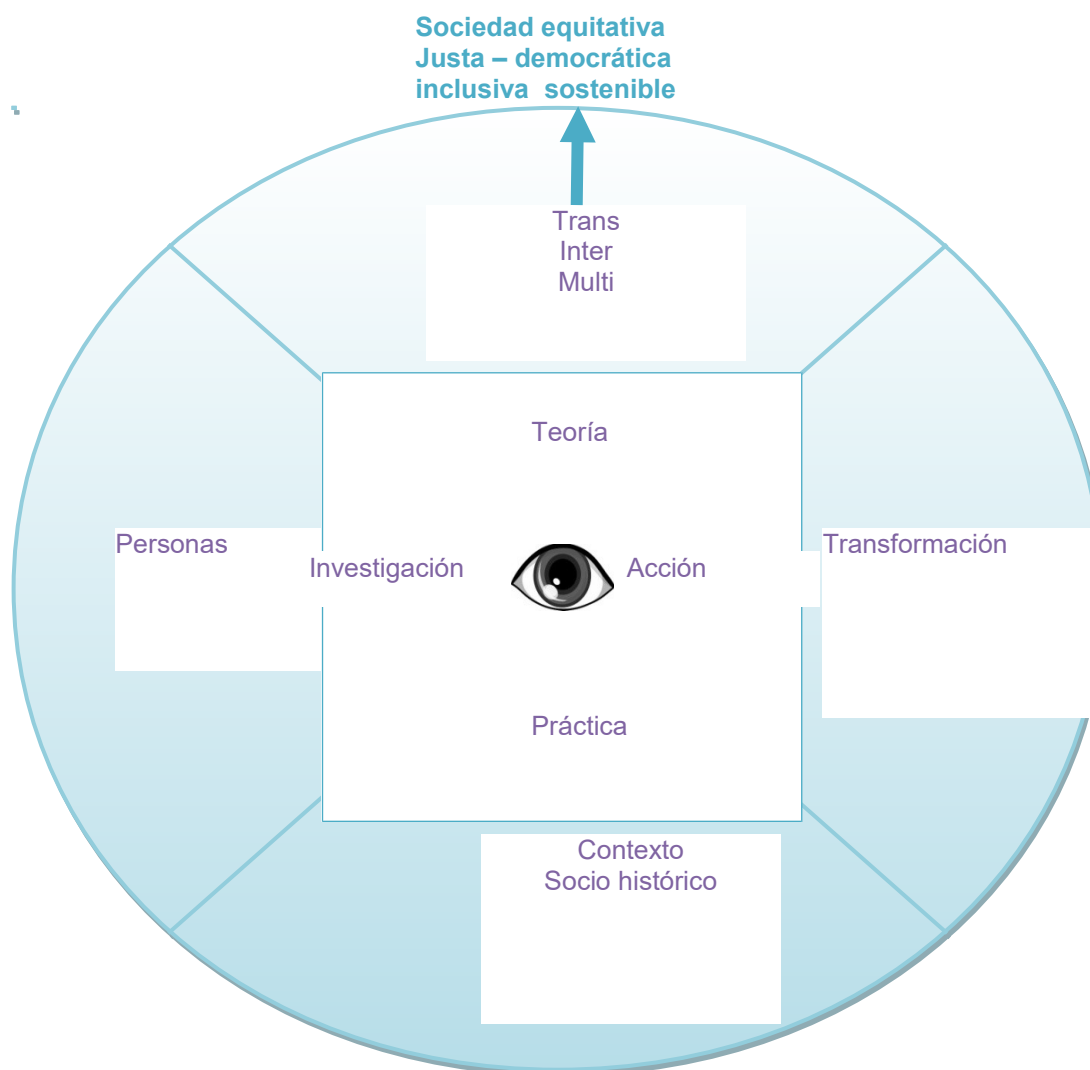 Sociedad equitativa
Justa – democrática
inclusiva sostenible
Trans
Inter
Multi
Teoría
Personas
Transformación
Investigación
Acción
Práctica
Contexto
Socio histórico